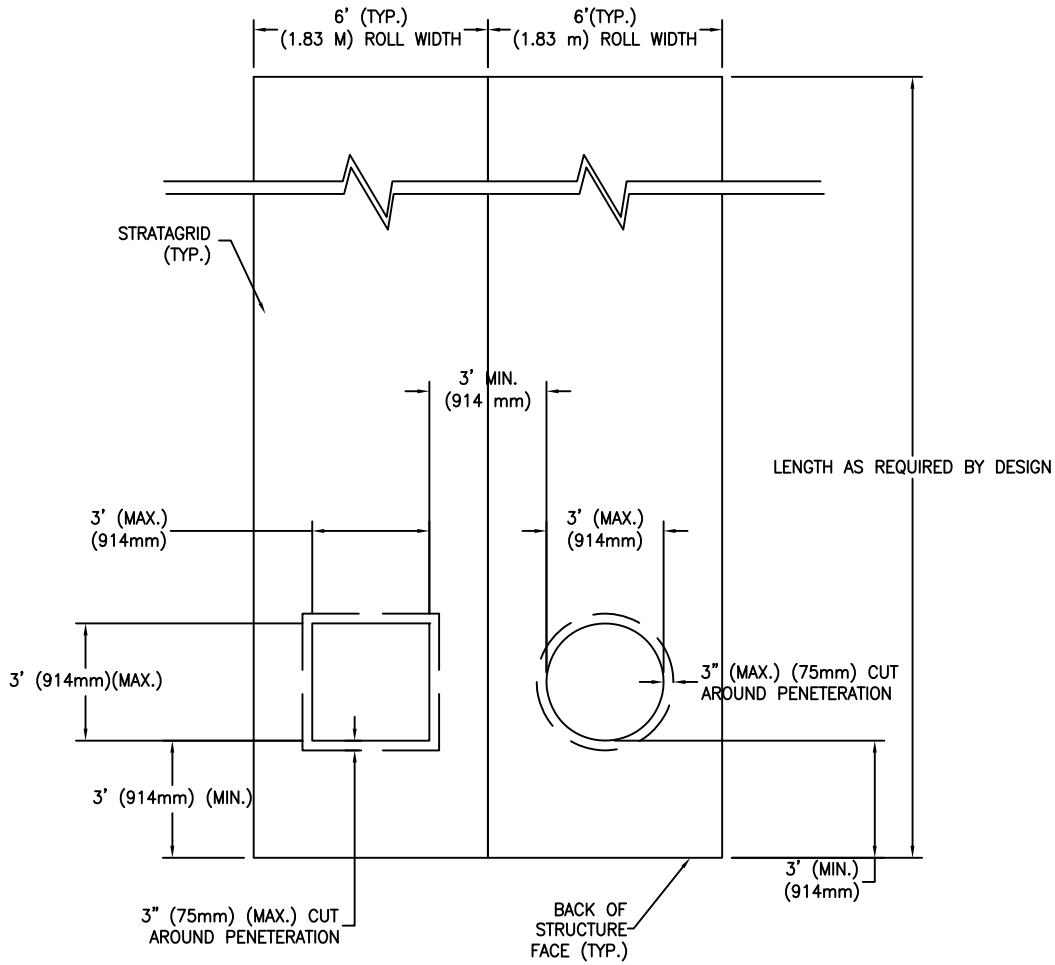 6' (TYP.)
(1.83 M) ROLL WIDTH
6'(TYP.)
(1.83 m) ROLL WIDTH
STRATAGRID
(TYP.)
3' MIN.
(914 mm)
LENGTH AS REQUIRED BY DESIGN
3' (MAX.)
(914mm)
3' (MAX.)
(914mm)
3' (914mm)(MAX.)
3" (MAX.) (75mm) CUT
AROUND PENETERATION
3' (914mm) (MIN.)
3' (MIN.)
(914mm)
3" (75mm) (MAX.) CUT
AROUND PENETERATION
BACK OF
STRUCTURE
FACE (TYP.)